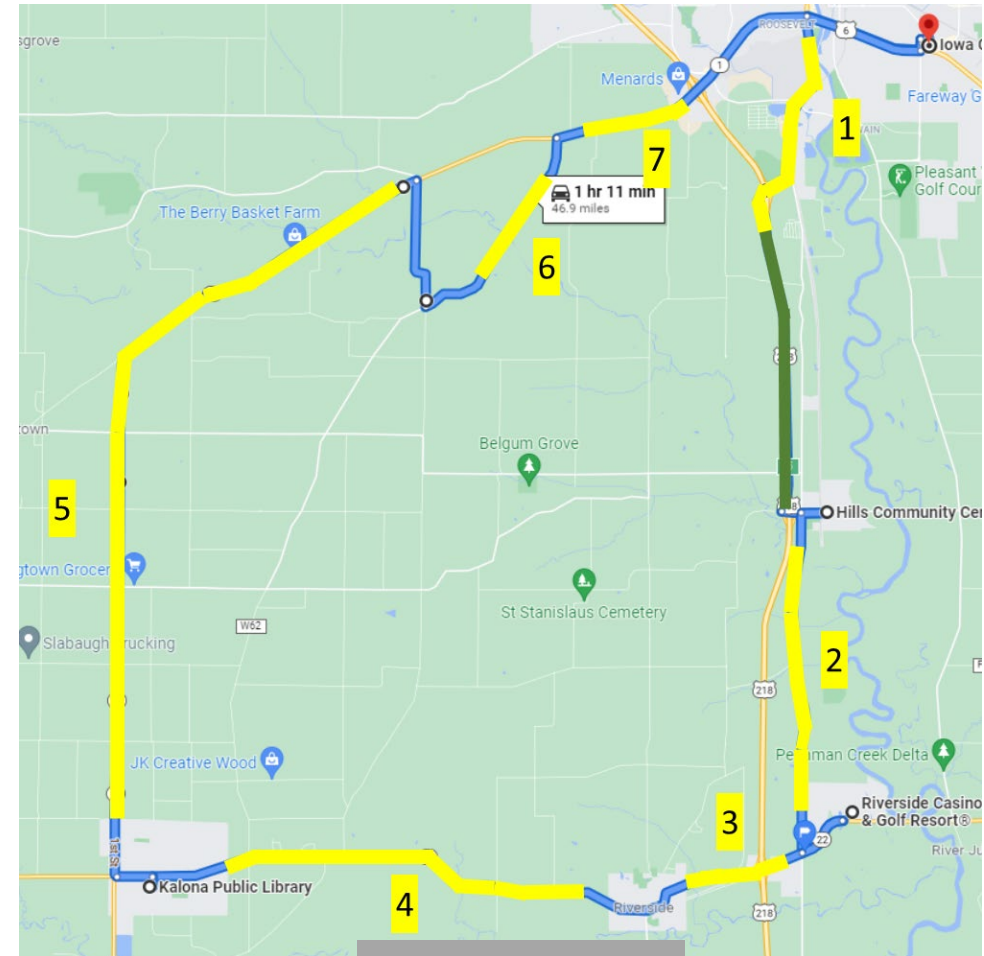 ROOSEVELT
6
Iowa C
sgrove
1
Menards
Fareway G
1
7
Pleasant
Golf Cour
1 hr 11 min
46.9 miles
The Berry Basket Farm
6
218
town
Belgum Grove
5
Hills Community Cen
gtown Grocer
St Stanislaus Cemetery
W62
Slabaugh Trucking
2
218
JK Creative Wood
Riverside Casino
& Golf Resort®
3
22
1st St
River Ju
Kalona Public Library
4
Riverside
218